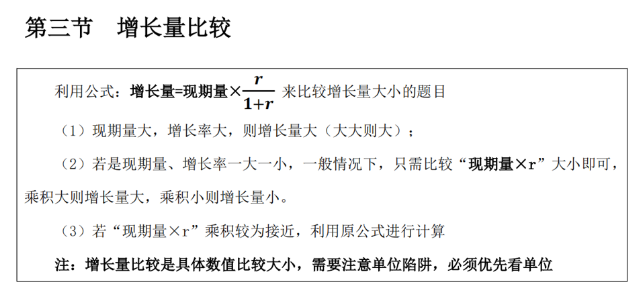 第三节　增长量比较
利用公式：增长量=现期量×r/1+r 来比较增长量大小的题目
（1）现期量大，增长率大，则增长量大（大大则大）；
（2）若是现期量、增长率一大一小，一般情况下，只需比较“现期量×r”大小即可，
乘积大则增长量大，乘积小则增长量小。
（3）若“现期量×r”乘积较为接近，利用原公式进行计算
注：增长量比较是具体数值比较大小，需要注意单位陷阱，必须优先看单位